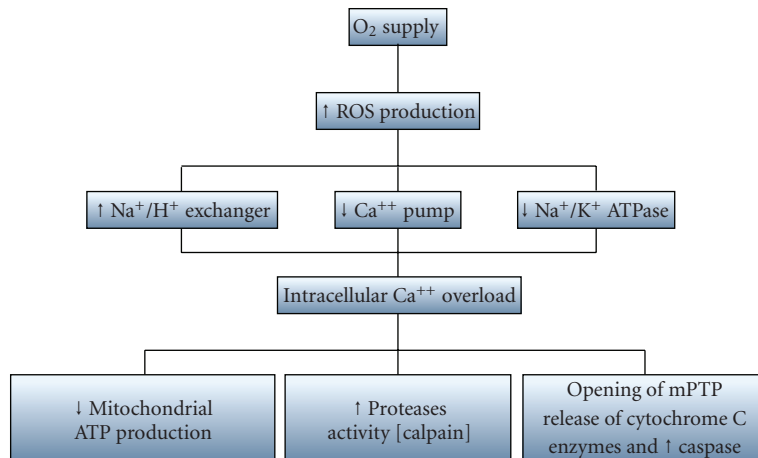 O₂ supply
↑ ROS production
↑ Na⁺/H⁺ exchanger
↓ Ca⁺⁺ pump
↓ Na⁺/K⁺ ATPase
Intracellular Ca⁺⁺ overload
↓ Mitochondrial
ATP production
↑ Proteases
activity [calpain]
Opening of mPTP
release of cytochrome C
enzymes and ↑ caspase